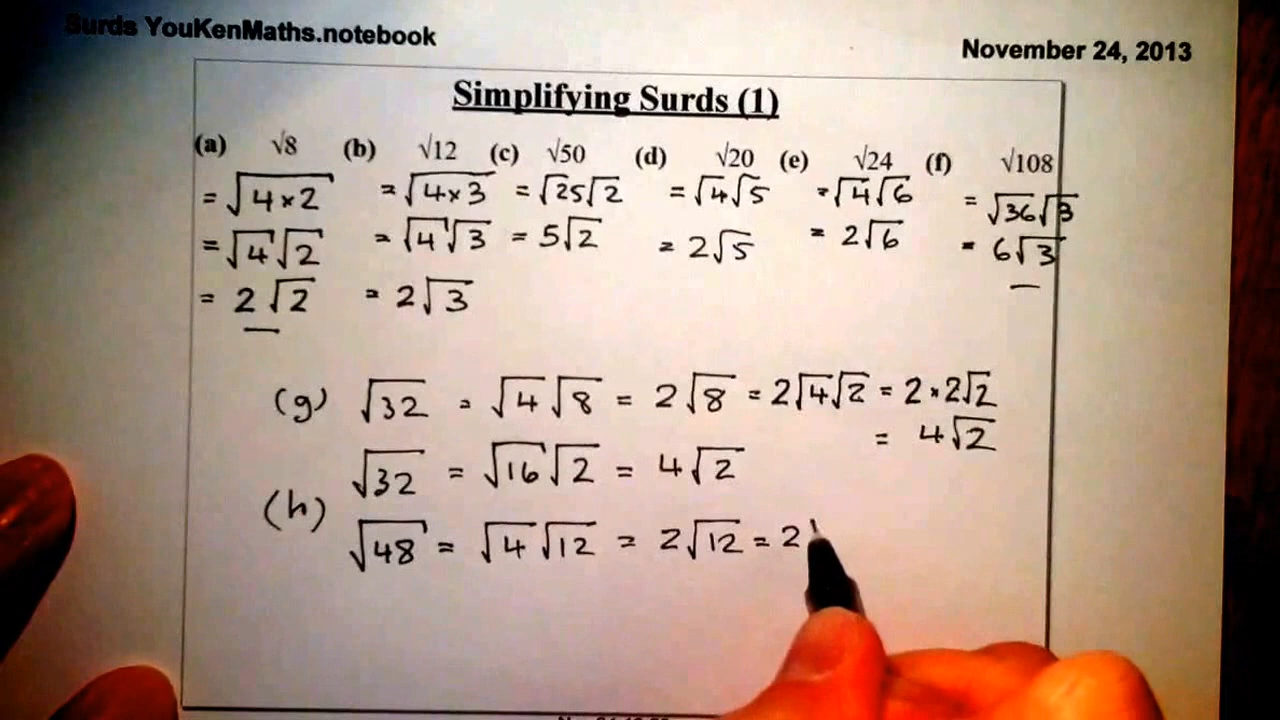 Surds YouKenMaths.notebook
November 24, 2013
Simplifying Surds (1)
(a) √8 (b) √12 (c) √50 (d) √20 (e) √24 (f) √108
= √4×2 = √4×3 = √25√2 = √4√5 = √4√6 = √36√3
= √4√2 = √4√3 = 5√2 = 2√5 = 2√6 = 6√3
= 2√2 = 2√3
(g) √32 = √4√8 = 2√8 = 2√4√2 = 2×2√2
= 4√2
√32 = √16√2 = 4√2
(h)
√48 = √4√12 = 2√12 = 2